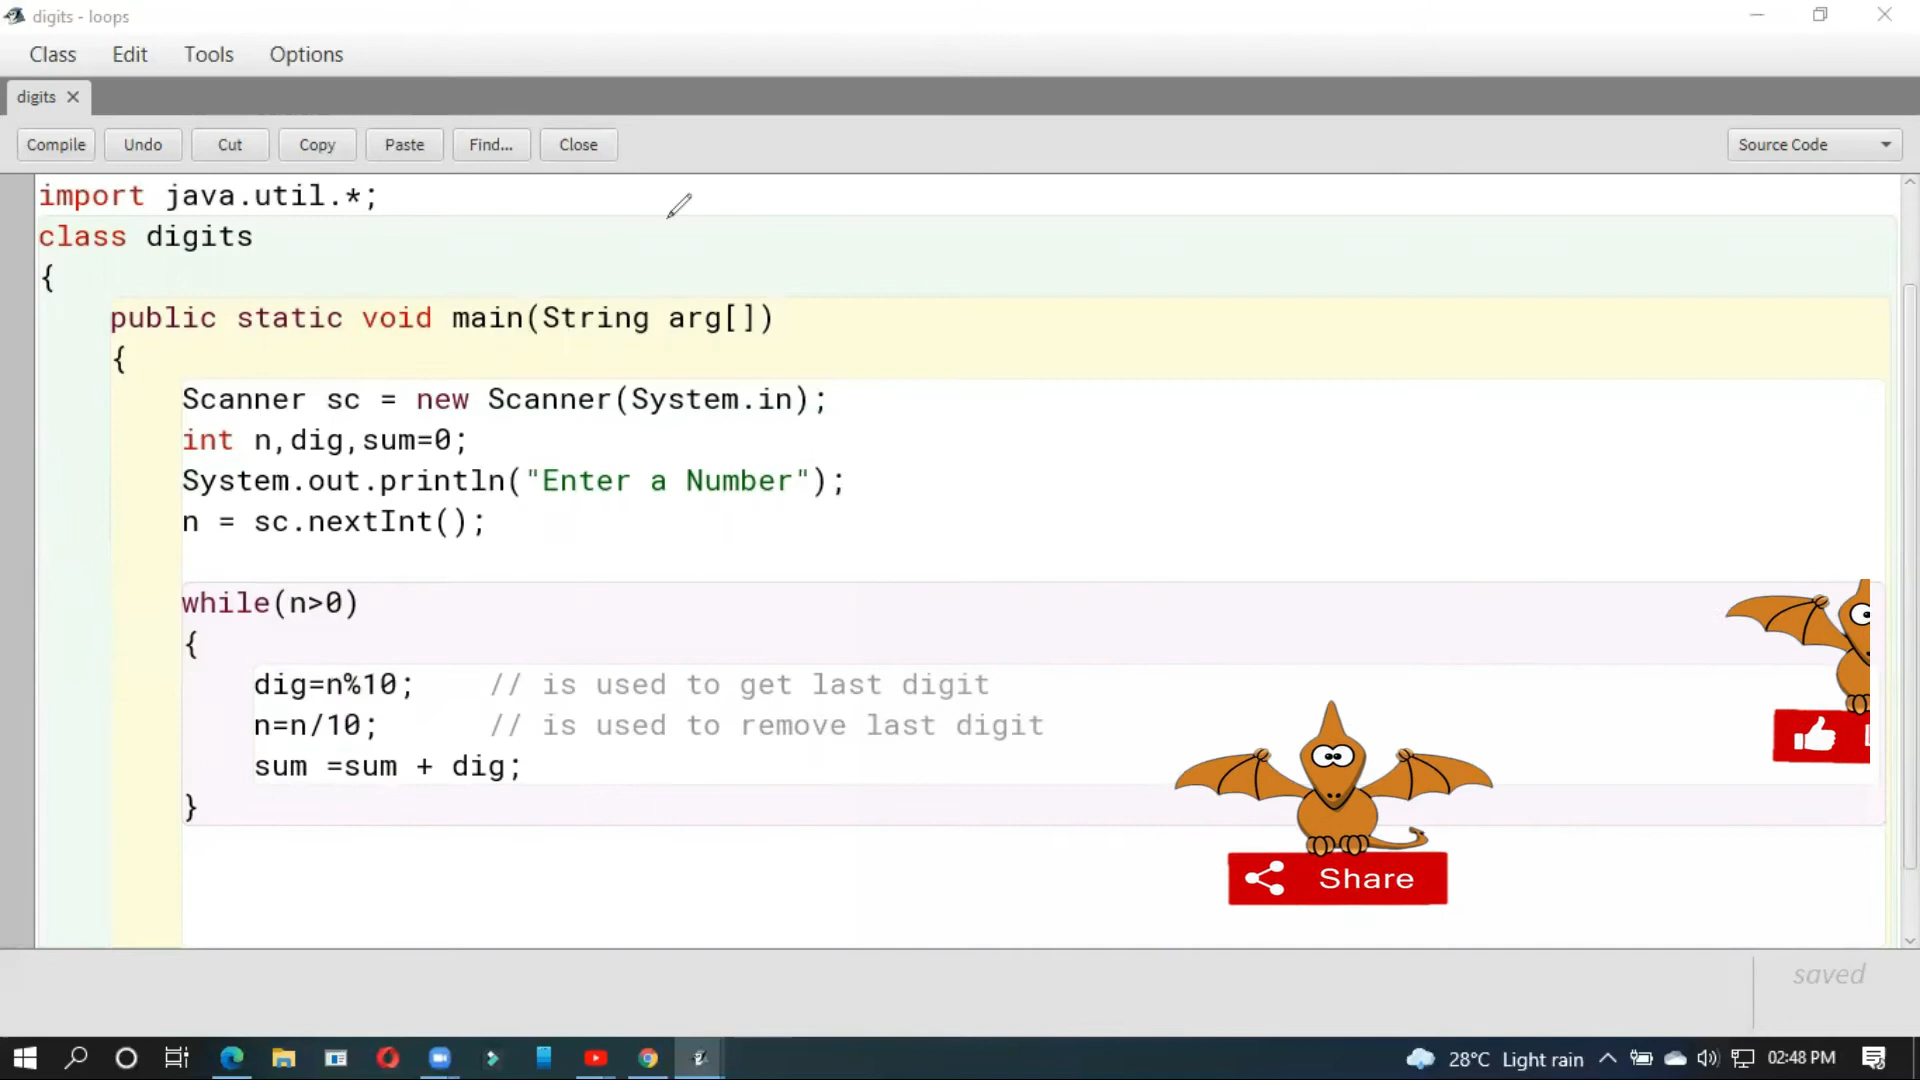 digits - loops
Class Edit Tools Options
digits
Compile Undo Cut Copy Paste Find... Close Source Code
import java.util.*;
class digits
{
public static void main(String arg[])
{
Scanner sc = new Scanner(System.in);
int n,dig,sum=0;
System.out.println("Enter a Number");
n = sc.nextInt();
while(n>0)
{
dig=n%10; // is used to get last digit
n=n/10; // is used to remove last digit
sum =sum + dig;
}
Share
saved
28°C Light rain 02:48 PM